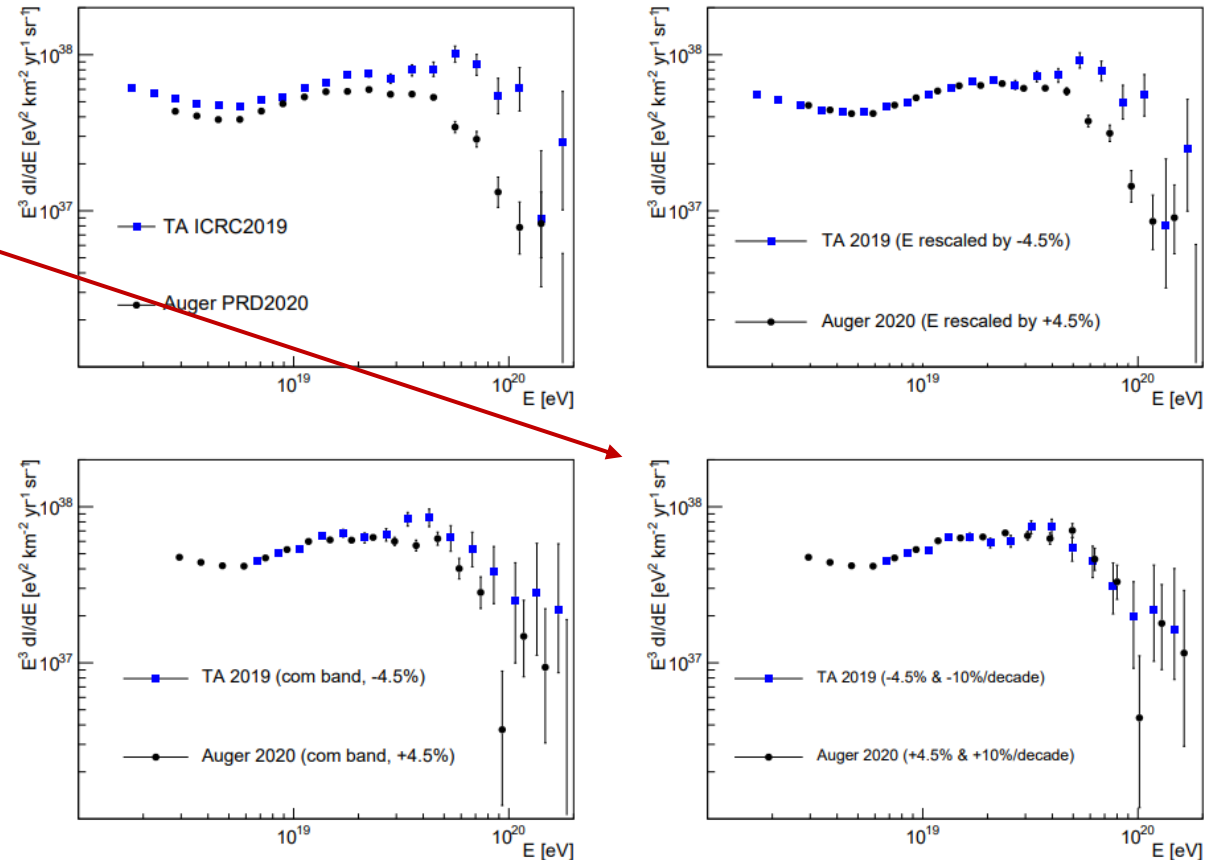 E³ dI/dE [eV² km⁻² yr⁻¹ sr⁻¹]
10³⁸
10³⁷
TA ICRC2019
Auger PRD2020
10¹⁹
10²⁰
E [eV]
E³ dI/dE [eV² km⁻² yr⁻¹ sr⁻¹]
10³⁸
10³⁷
TA 2019 (E rescaled by -4.5%)
Auger 2020 (E rescaled by +4.5%)
10¹⁹
10²⁰
E [eV]
E³ dI/dE [eV² km⁻² yr⁻¹ sr⁻¹]
10³⁸
10³⁷
TA 2019 (com band, -4.5%)
Auger 2020 (com band, +4.5%)
10¹⁹
10²⁰
E [eV]
E³ dI/dE [eV² km⁻² yr⁻¹ sr⁻¹]
10³⁸
10³⁷
TA 2019 (-4.5% & -10%/decade)
Auger 2020 (+4.5% & +10%/decade)
10¹⁹
10²⁰
E [eV]